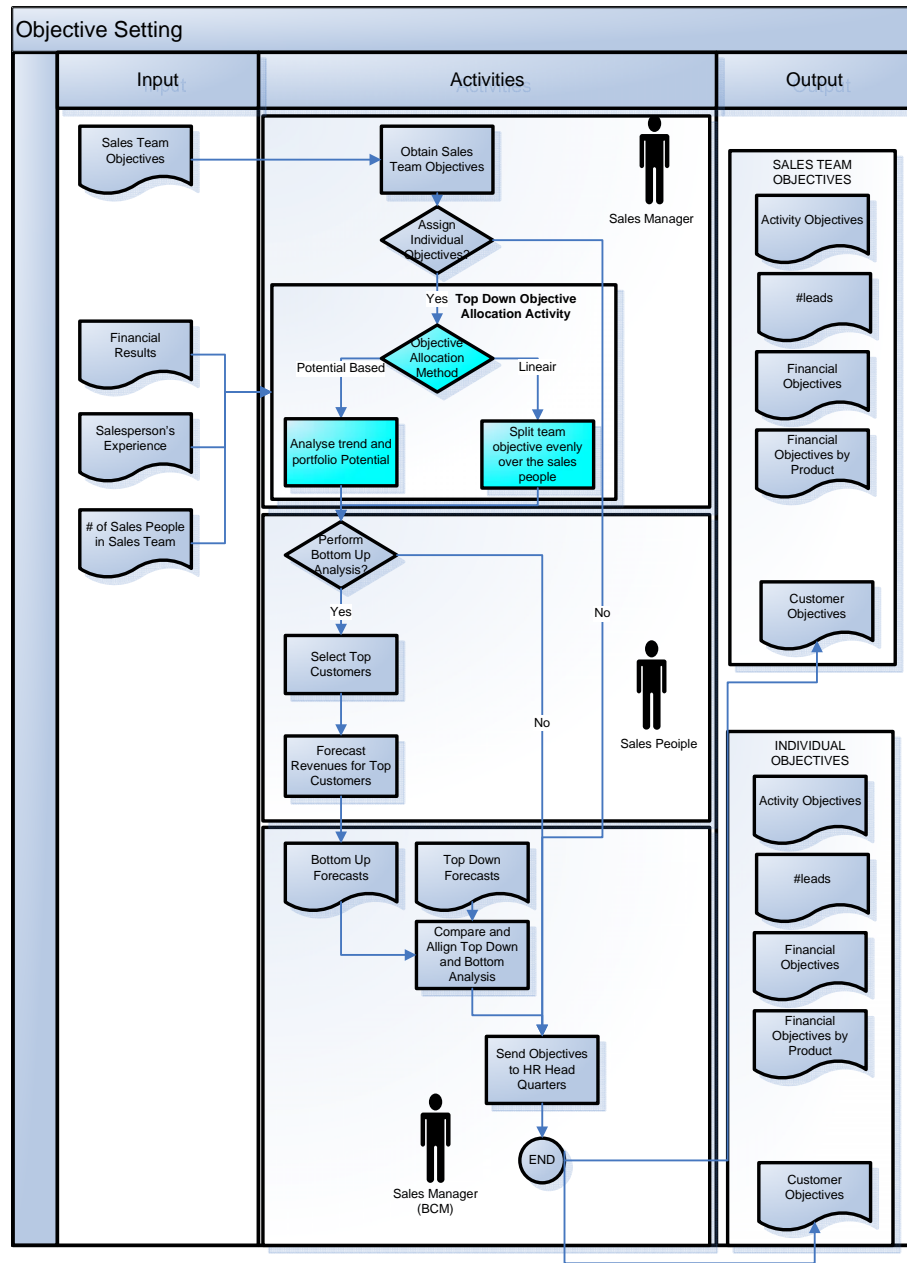 Objective Setting
Input
Activities
Output
Sales Team
Objectives
Obtain Sales
Team Objectives
Sales Manager
Assign
Individual
Objectives?
Yes
Top Down Objective
Allocation Activity
Objective
Allocation
Method
Potential Based
Lineair
Financial
Results
Salesperson's
Experience
# of Sales People
in Sales Team
Analyse trend and
portfolio Potential
Split team
objective evenly
over the sales
people
Perform
Bottom Up
Analysis?
Yes
No
No
Select Top
Customers
Forecast
Revenues for Top
Customers
Sales Peoiple
Bottom Up
Forecasts
Top Down
Forecasts
Compare and
Allign Top Down
and Bottom
Analysis
Send Objectives
to HR Head
Quarters
END
Sales Manager
(BCM)
SALES TEAM
OBJECTIVES
Activity Objectives
#leads
Financial
Objectives
Financial
Objectives by
Product
Customer
Objectives
INDIVIDUAL
OBJECTIVES
Activity Objectives
#leads
Financial
Objectives
Financial
Objectives by
Product
Customer
Objectives